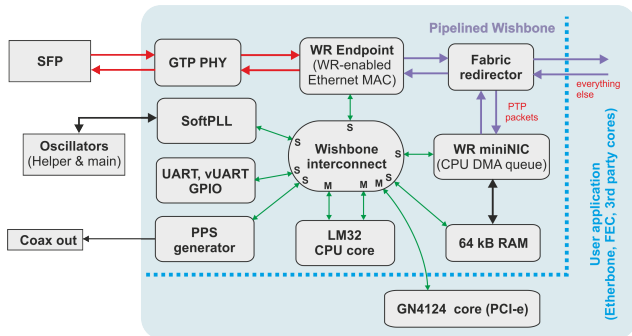 Pipelined Wishbone
SFP
GTP PHY
WR Endpoint
(WR-enabled
Ethernet MAC)
Fabric
redirector
everything
else
PTP
packets
SoftPLL
Oscillators
(Helper & main)
S
S
Wishbone
interconnect
S
WR miniNIC
(CPU DMA queue)
UART, vUART
GPIO
S
S
M
M
M
S
PPS
generator
Coax out
LM32
CPU core
64 kB RAM
GN4124 core (PCI-e)
User application
(Etherbone, FEC, 3rd party cores)